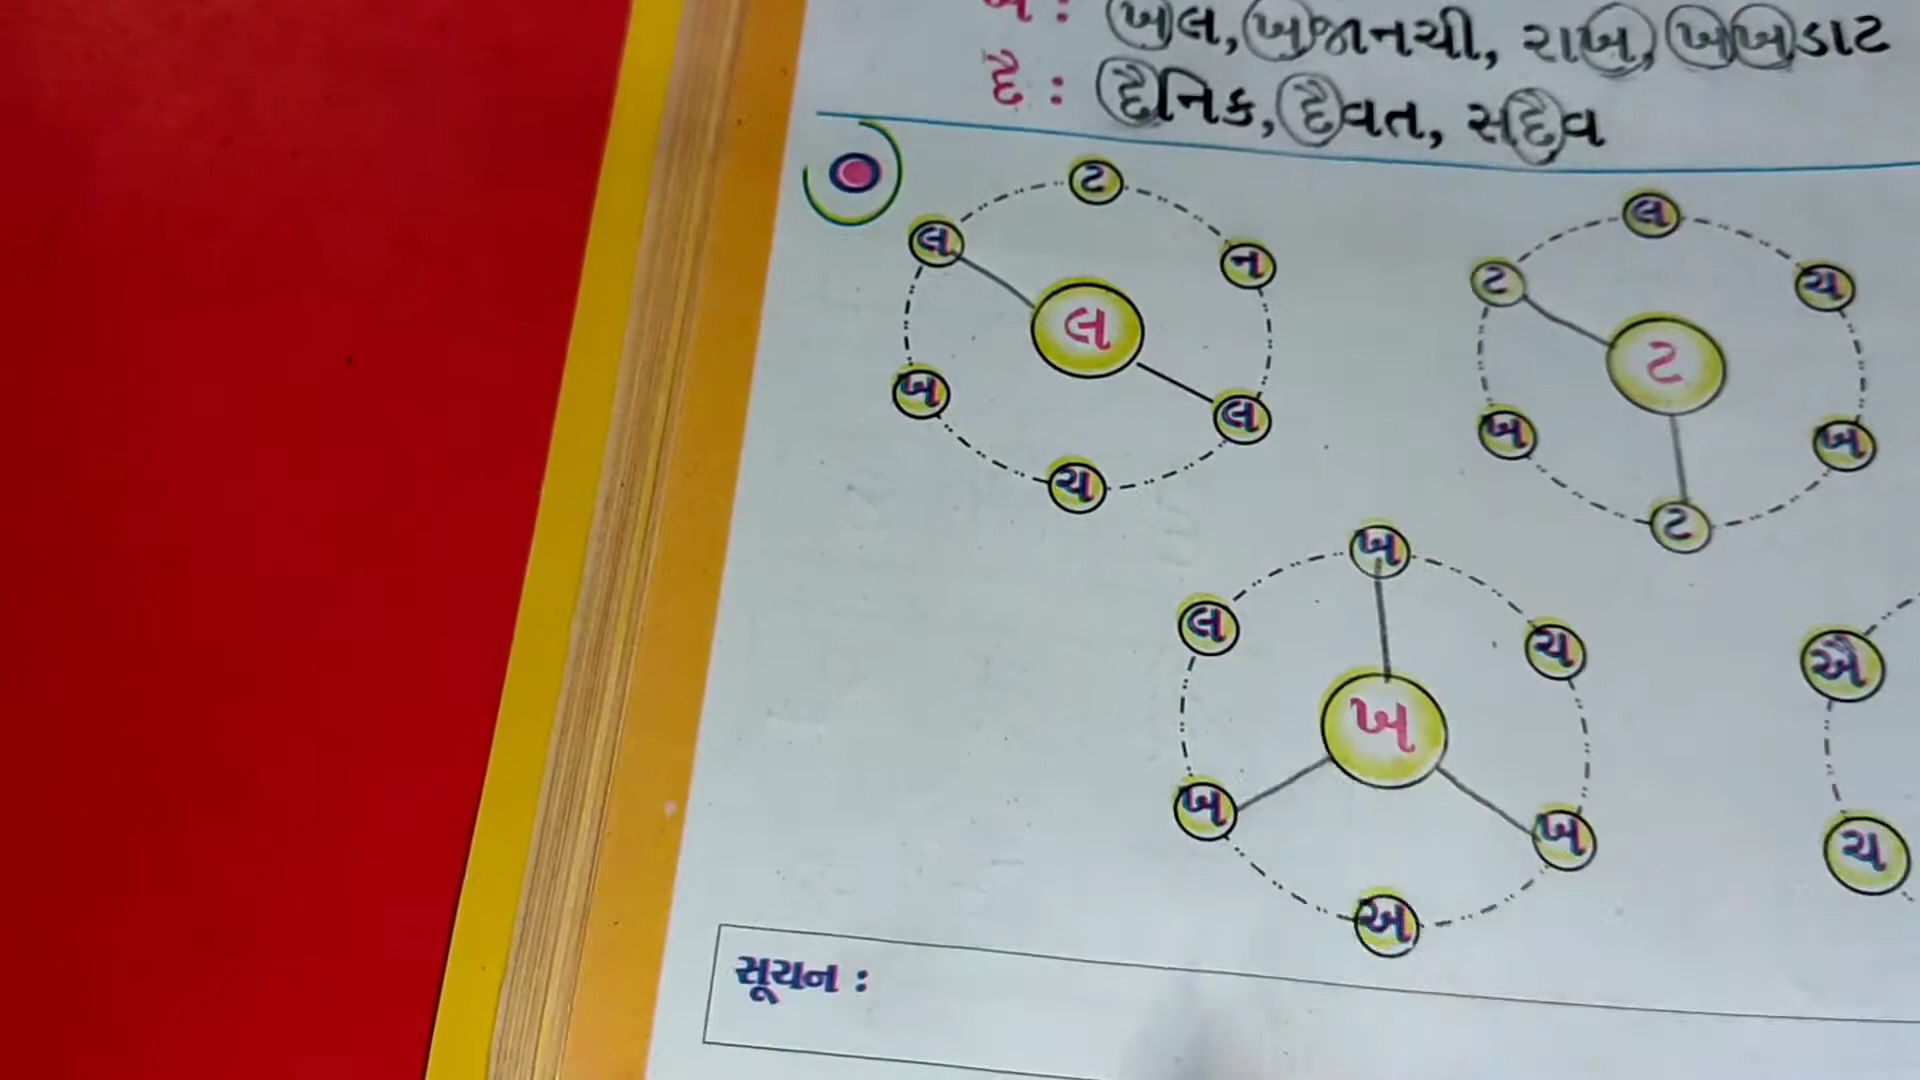 ખ : ખલ, ખજાનચી, રાખ, ખખડાટ
દૈ : દૈનિક, દૈવત, સદૈવ
ટ
લ ન
લ
ખ લ
ચ
લ
ટ ચ
ટ
ખ ખ
ટ
ખ
લ ચ
ખ
ખ ખ
અ
ઐ
ચ
સૂચન :